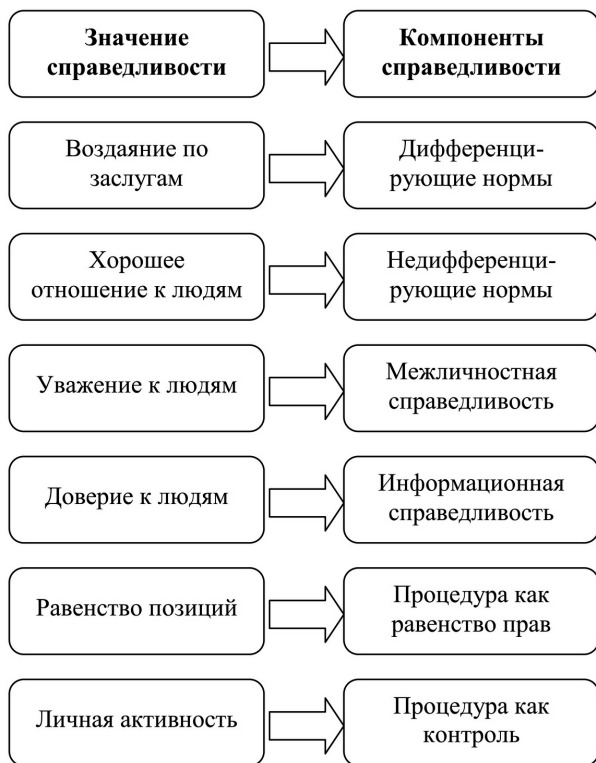 Значение
справедливости
Компоненты
справедливости
Воздаяние по
заслугам
Дифференци-
рующие нормы
Хорошее
отношение к людям
Недифференци-
рующие нормы
Уважение к людям
Межличностная
справедливость
Доверие к людям
Информационная
справедливость
Равенство позиций
Процедура как
равенство прав
Личная активность
Процедура как
контроль